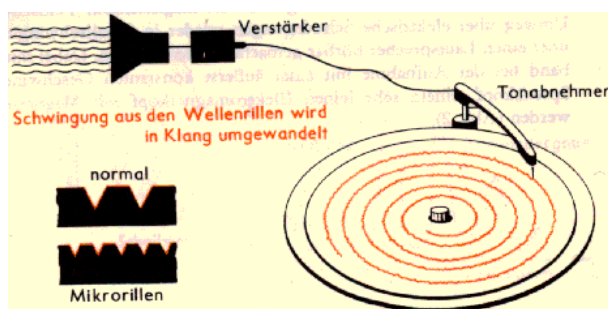 Verstärker
Tonabnehmer
Schwingung aus den Wellenrillen wird
in Klang umgewandelt
normal
Mikrorillen